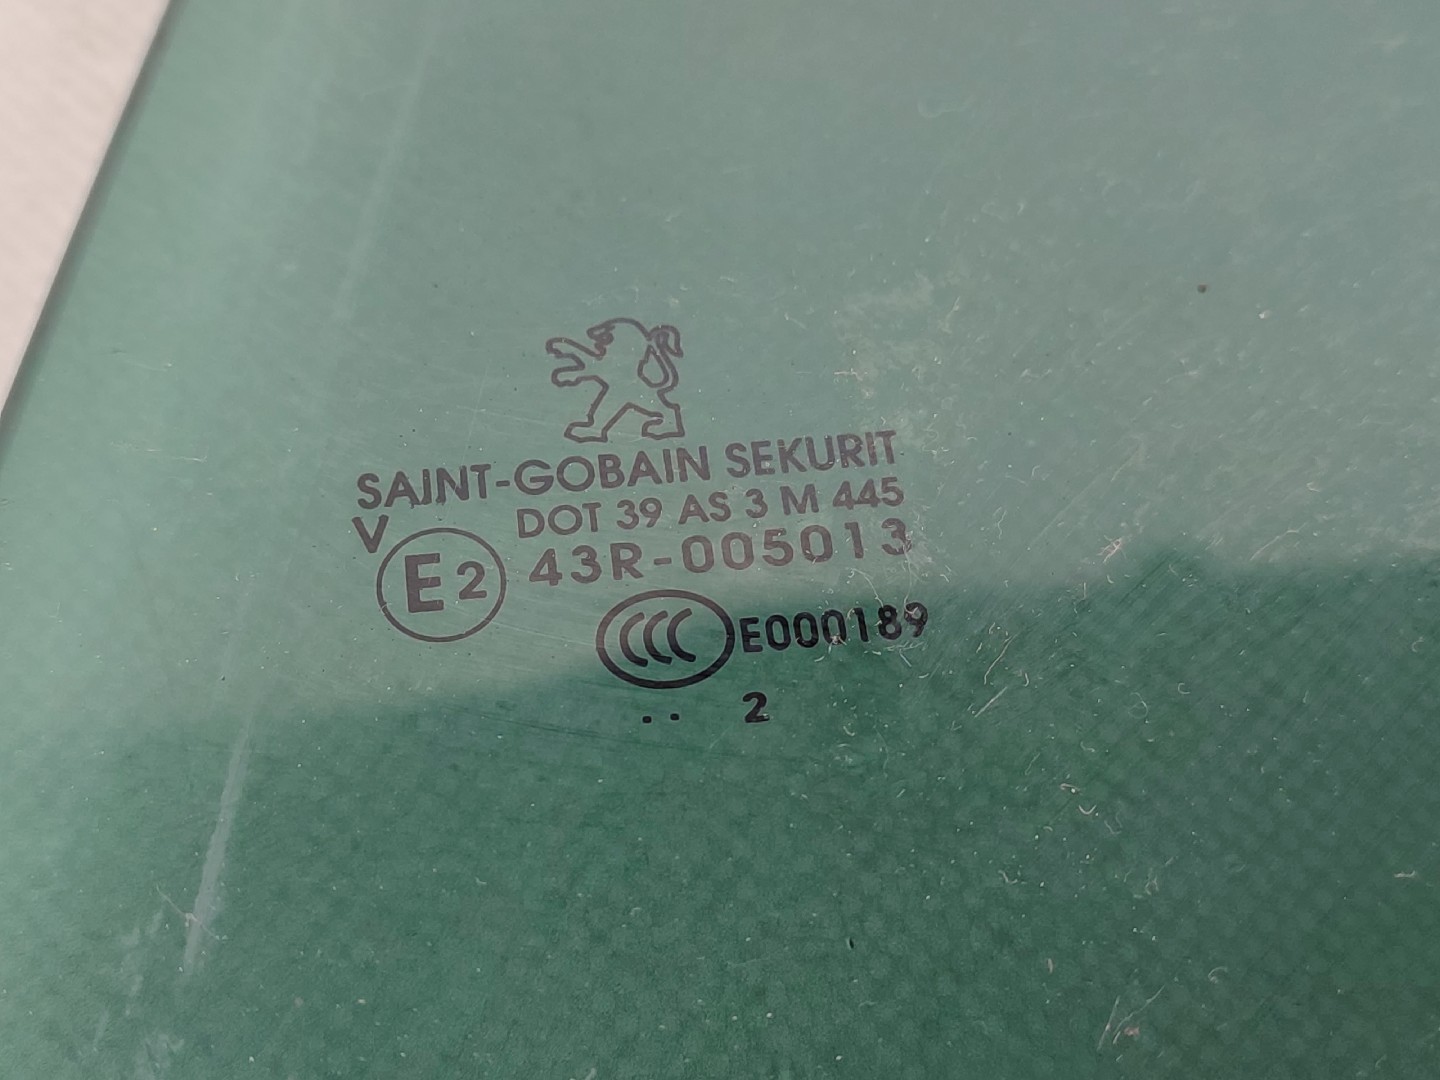 SAINT-GOBAIN SEKURIT
DOT 39 AS 3 M 445
V
E2 43R-005013
CCC E000189
.. 2